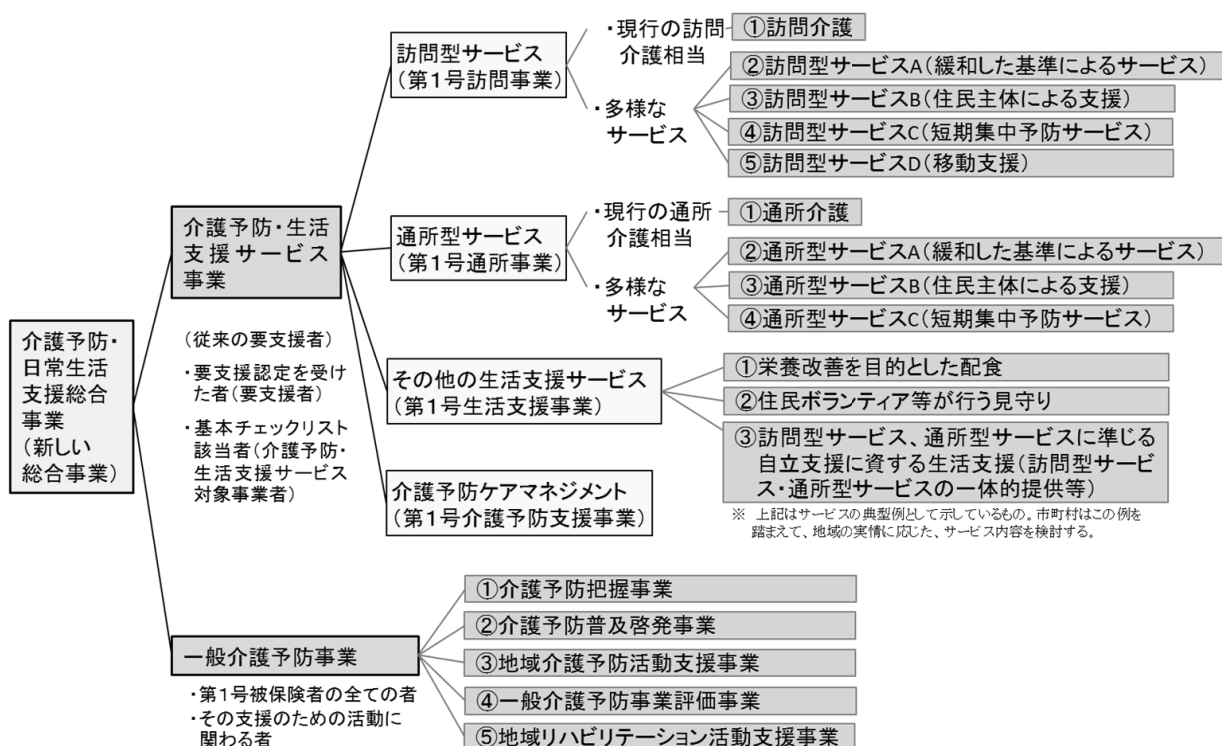 介護予防・
日常生活
支援総合
事業
(新しい
総合事業)
介護予防・生活
支援サービス
事業
(従来の要支援者)
・要支援認定を受け
た者(要支援者)
・基本チェックリスト
該当者(介護予防・
生活支援サービス
対象事業者)
訪問型サービス
(第1号訪問事業)
・現行の訪問
介護相当
①訪問介護
・多様な
サービス
②訪問型サービスA(緩和した基準によるサービス)
③訪問型サービスB(住民主体による支援)
④訪問型サービスC(短期集中予防サービス)
⑤訪問型サービスD(移動支援)
通所型サービス
(第1号通所事業)
・現行の通所
介護相当
①通所介護
・多様な
サービス
②通所型サービスA(緩和した基準によるサービス)
③通所型サービスB(住民主体による支援)
④通所型サービスC(短期集中予防サービス)
その他の生活支援サービス
(第1号生活支援事業)
①栄養改善を目的とした配食
②住民ボランティア等が行う見守り
③訪問型サービス、通所型サービスに準じる
自立支援に資する生活支援(訪問型サービ
ス・通所型サービスの一体的提供等)
※ 上記はサービスの典型例として示しているもの。市町村はこの例を
踏まえて、地域の実情に応じた、サービス内容を検討する。
介護予防ケアマネジメント
(第1号介護予防支援事業)
一般介護予防事業
・第1号被保険者の全ての者
・その支援のための活動に
関わる者
①介護予防把握事業
②介護予防普及啓発事業
③地域介護予防活動支援事業
④一般介護予防事業評価事業
⑤地域リハビリテーション活動支援事業